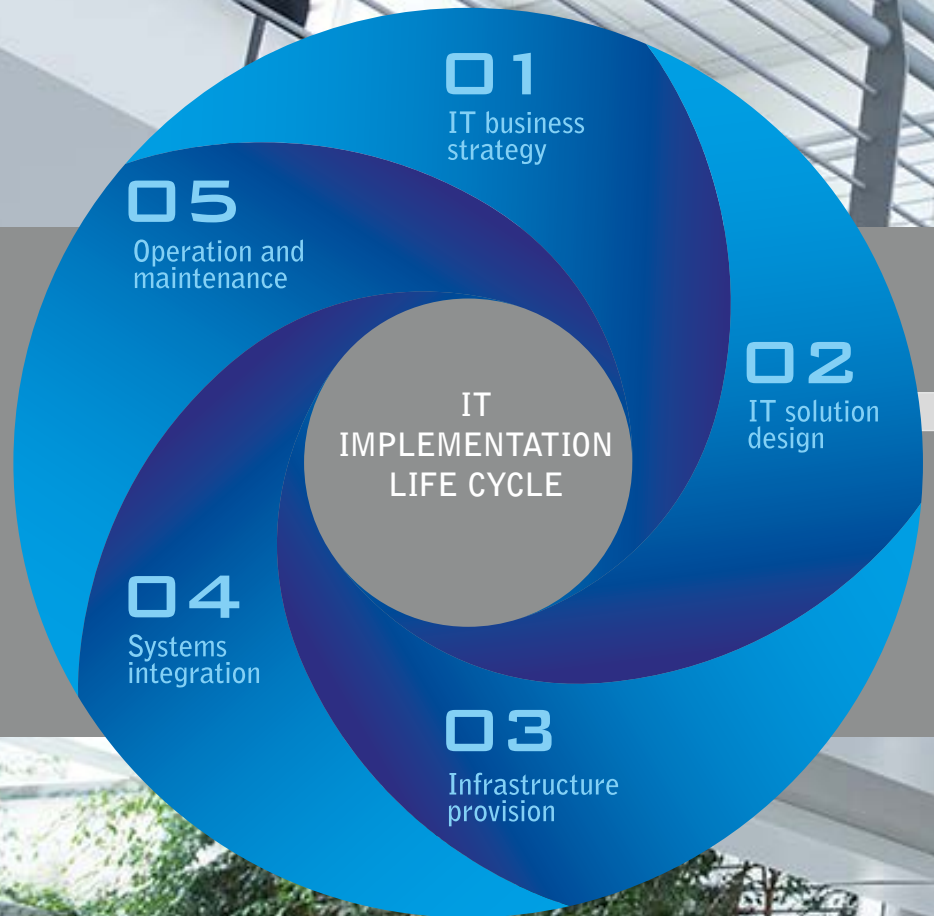 01
IT business
strategy
02
IT solution
design
03
Infrastructure
provision
04
Systems
integration
05
Operation and
maintenance
IT
IMPLEMENTATION
LIFE CYCLE